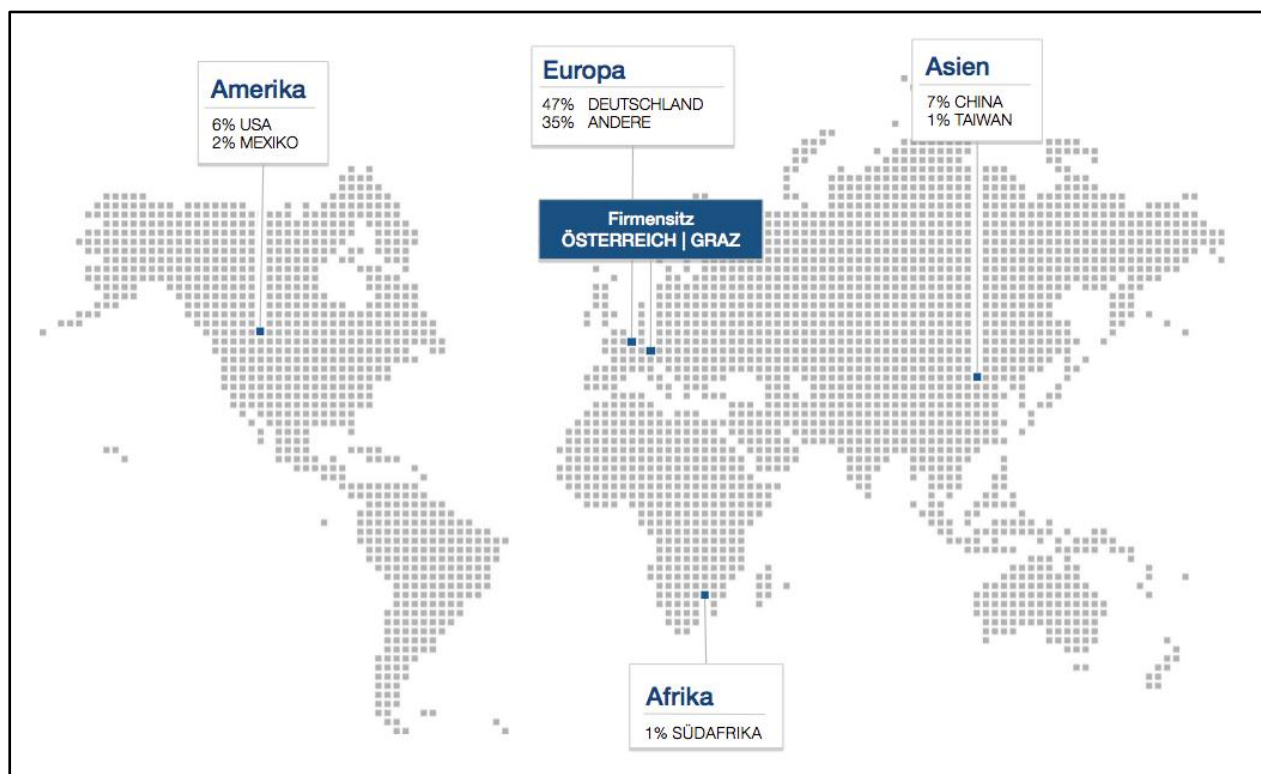 Amerika
6% USA
2% MEXIKO
Europa
47% DEUTSCHLAND
35% ANDERE
Asien
7% CHINA
1% TAIWAN
Firmensitz
ÖSTERREICH | GRAZ
Afrika
1% SÜDAFRIKA